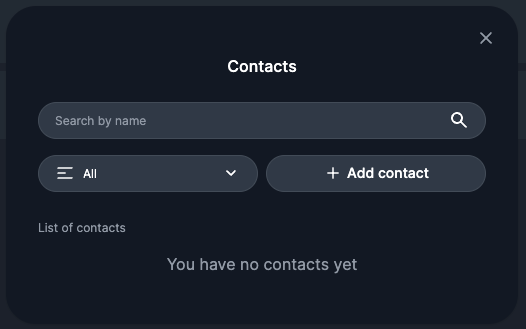 Contacts
Search by name
All
Add contact
List of contacts
You have no contacts yet